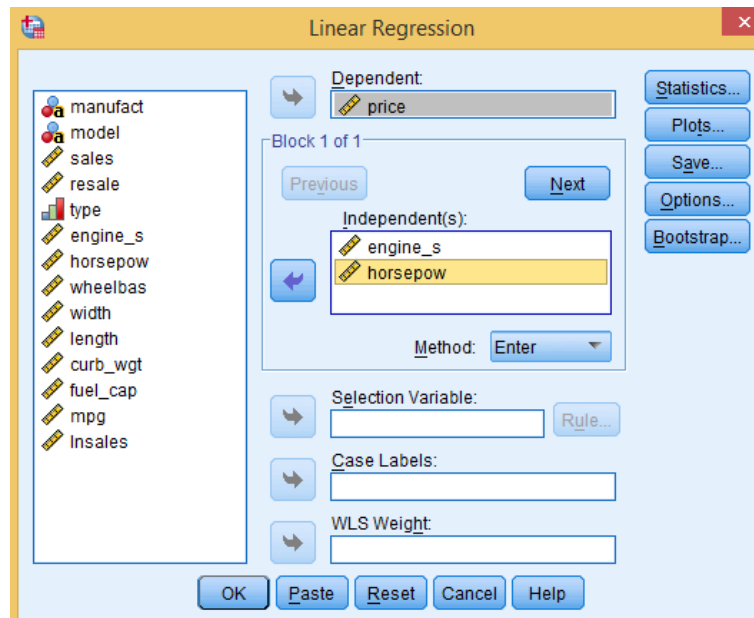 Linear Regression
manufact
model
sales
resale
type
engine_s
horsepow
wheelbas
width
length
curb_wgt
fuel_cap
mpg
lnsales
Dependent:
price
Block 1 of 1
Previous
Next
Independent(s):
engine_s
horsepow
Method: Enter
Selection Variable:
Rule...
Case Labels:
WLS Weight:
Statistics...
Plots...
Save...
Options...
Bootstrap...
OK Paste Reset Cancel Help